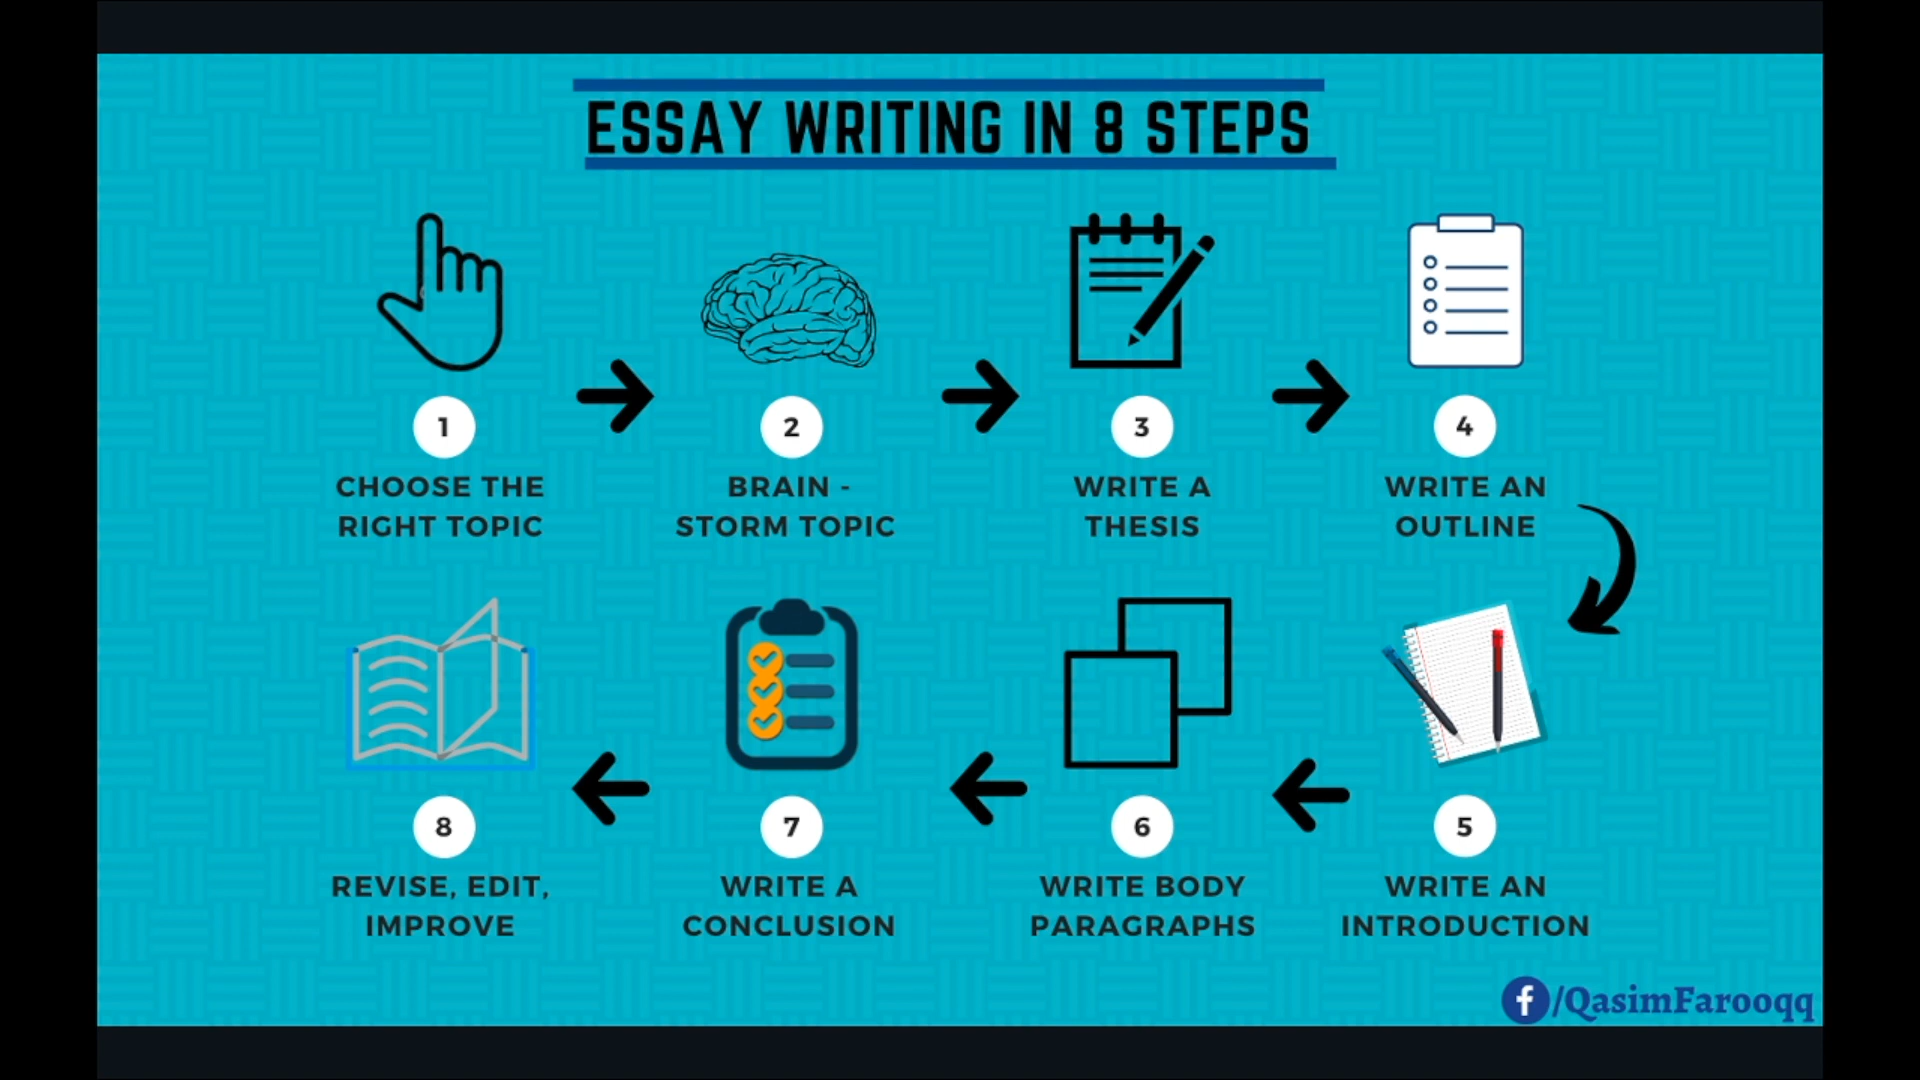 ESSAY WRITING IN 8 STEPS
1
CHOOSE THE
RIGHT TOPIC
2
BRAIN -
STORM TOPIC
3
WRITE A
THESIS
4
WRITE AN
OUTLINE
5
WRITE AN
INTRODUCTION
6
WRITE BODY
PARAGRAPHS
7
WRITE A
CONCLUSION
8
REVISE, EDIT,
IMPROVE
f/QasimFarooqq